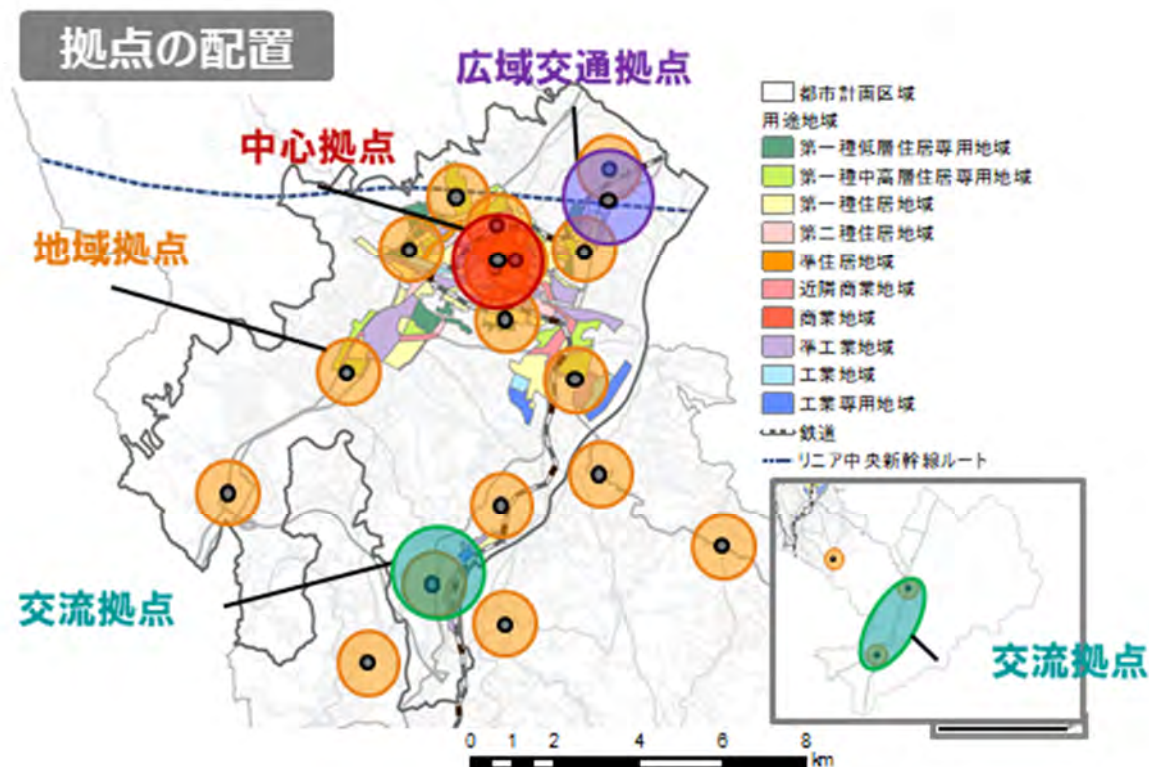 拠点の配置
広域交通拠点
中心拠点
地域拠点
交流拠点
都市計画区域
用途地域
第一種低層住居専用地域
第一種中高層住居専用地域
第一種住居地域
第二種住居地域
準住居地域
近隣商業地域
商業地域
準工業地域
工業地域
工業専用地域
鉄道
リニア中央新幹線ルート
交流拠点
0 1 2 4 6 8
km